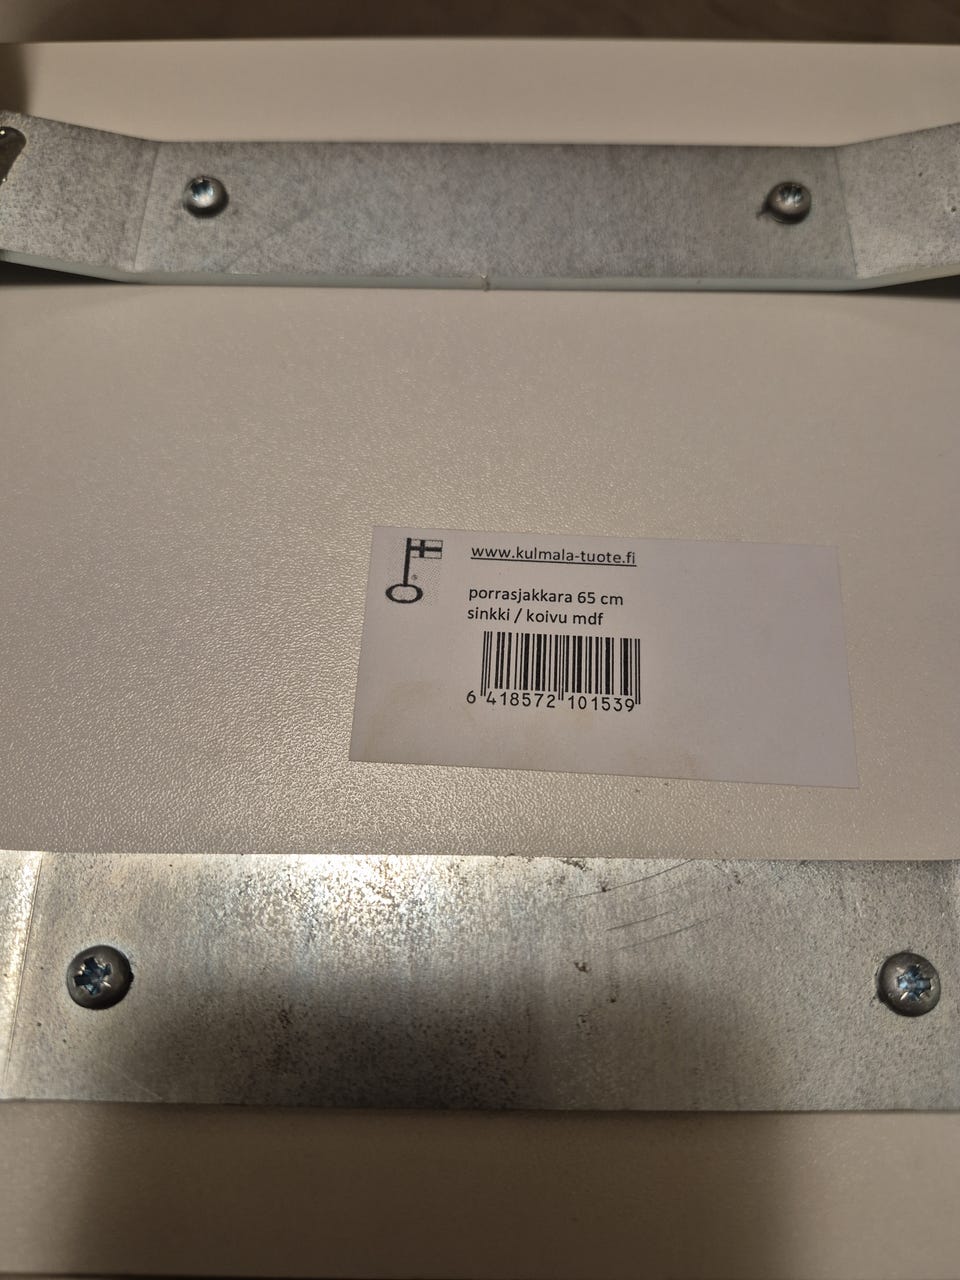 www.kulmala-tuote.fi
porrasjakkara 65 cm
sinkki / koivu mdf
6 418572 101539